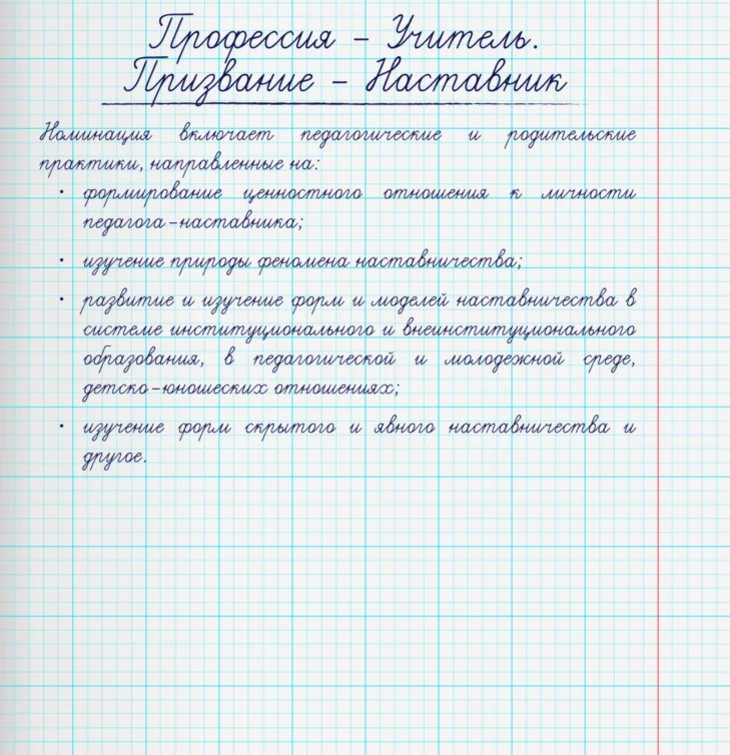 Профессия – Учитель.
Призвание – Наставник
Номинация включает педагогические и родительские
практики, направленные на:
• формирование ценностного отношения к личности
педагога-наставника;
• изучение природы феномена наставничества;
• развитие и изучение форм и моделей наставничества в
системе институционального и внеинституционального
образования, в педагогической и молодежной среде,
детско-юношеских отношениях;
• изучение форм скрытого и явного наставничества и
другое.